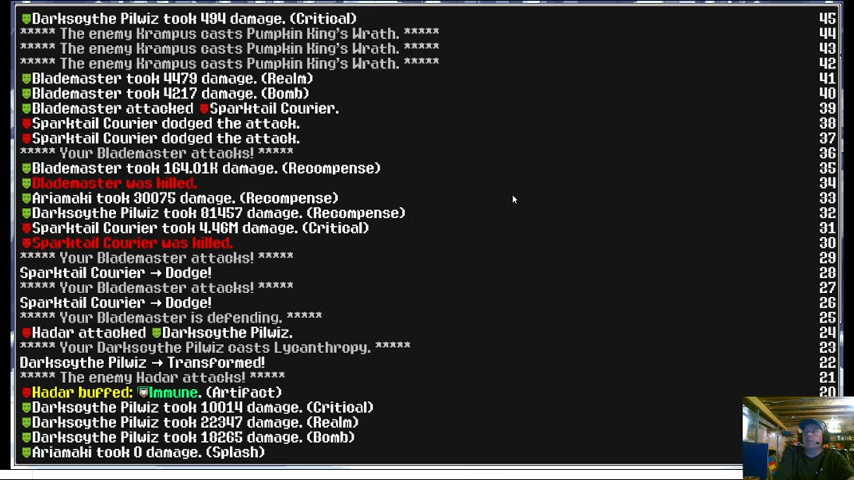 Darkscythe Pilwiz took 494 damage. (Critical) 45
***** The enemy Krampus casts Pumpkin King's Wrath. ***** 44
***** The enemy Krampus casts Pumpkin King's Wrath. ***** 43
***** The enemy Krampus casts Pumpkin King's Wrath. ***** 42
Blademaster took 4479 damage. (Realm) 41
Blademaster took 4217 damage. (Bomb) 40
Blademaster attacked Sparktail Courier. 39
Sparktail Courier dodged the attack. 38
Sparktail Courier dodged the attack. 37
***** Your Blademaster attacks! ***** 36
Blademaster took 164.01K damage. (Recompense) 35
Blademaster was killed. 34
Ariamaki took 30075 damage. (Recompense) 33
Darkscythe Pilwiz took 81457 damage. (Recompense) 32
Sparktail Courier took 4.46M damage. (Critical) 31
Sparktail Courier was killed. 30
***** Your Blademaster attacks! ***** 29
Sparktail Courier → Dodge! 28
***** Your Blademaster attacks! ***** 27
Sparktail Courier → Dodge! 26
***** Your Blademaster is defending. ***** 25
Hadar attacked Darkscythe Pilwiz. 24
***** Your Darkscythe Pilwiz casts Lycanthropy. ***** 23
Darkscythe Pilwiz → Transformed! 22
***** The enemy Hadar attacks! ***** 21
Hadar buffed: Immune. (Artifact) 20
Darkscythe Pilwiz took 10014 damage. (Critical)
Darkscythe Pilwiz took 22347 damage. (Realm)
Darkscythe Pilwiz took 18265 damage. (Bomb)
Ariamaki took 0 damage. (Splash)